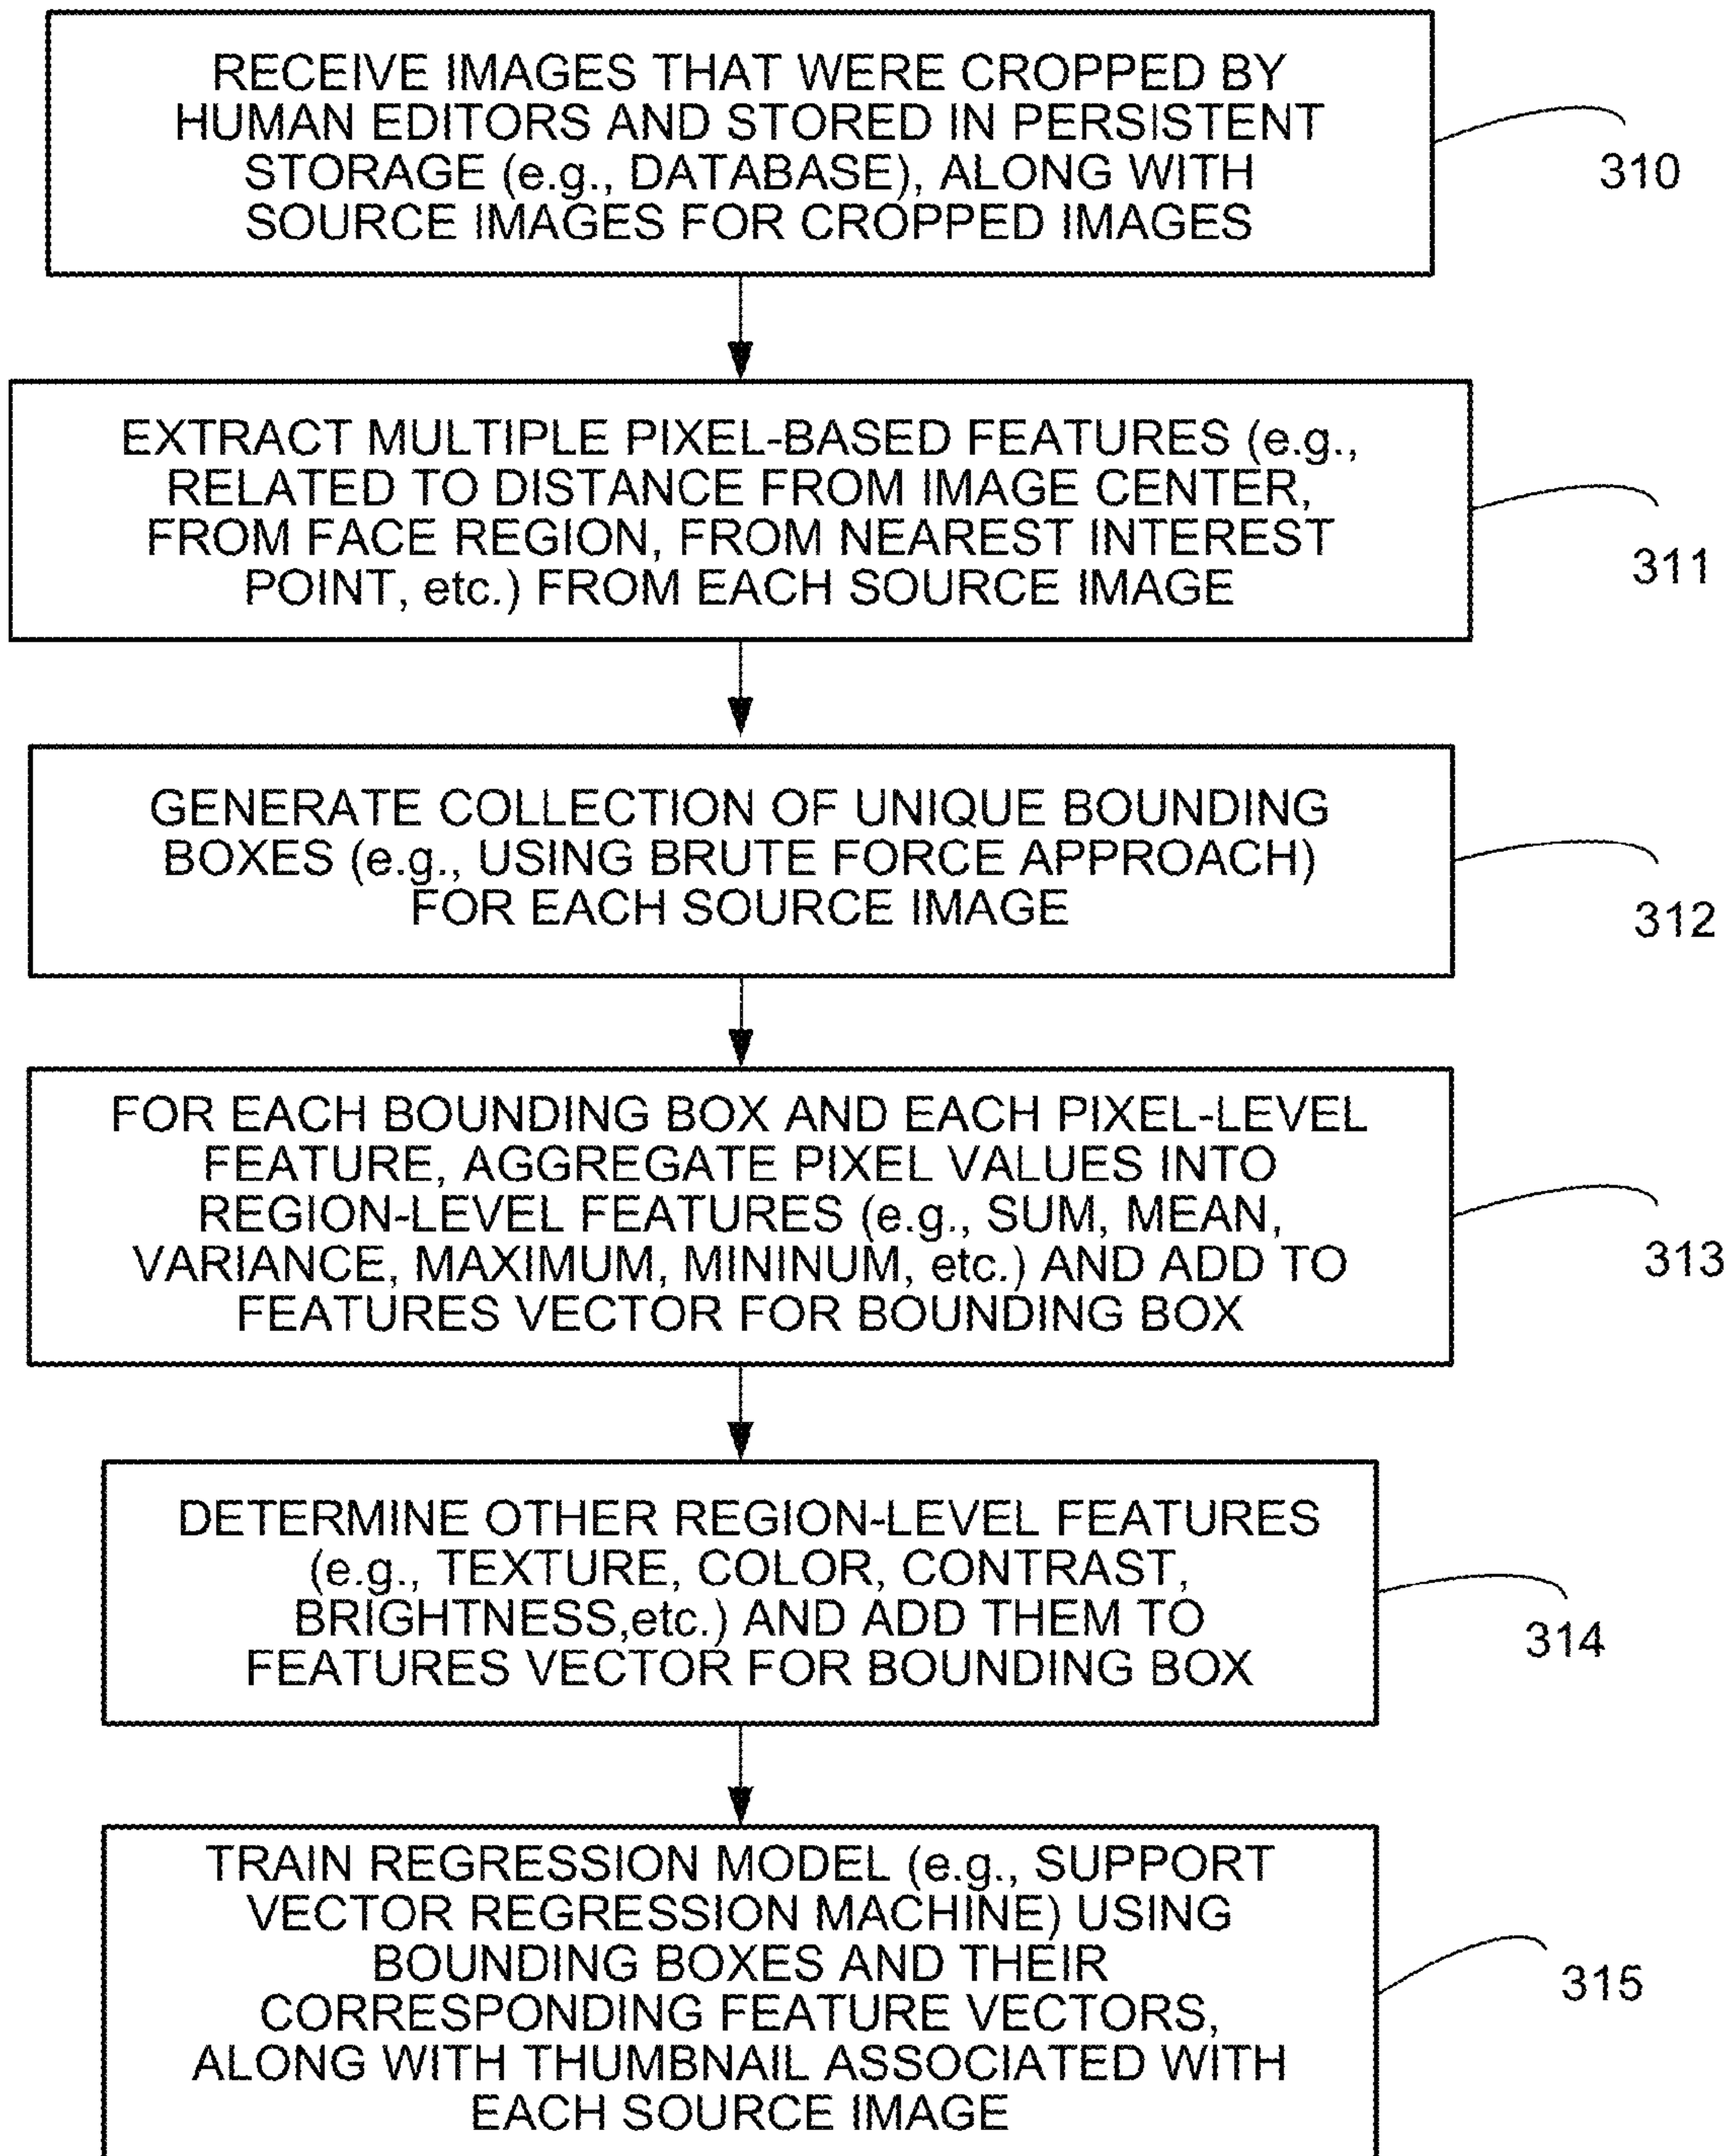 RECEIVE IMAGES THAT WERE CROPPED BY
HUMAN EDITORS AND STORED IN PERSISTENT
STORAGE (e.g., DATABASE), ALONG WITH
SOURCE IMAGES FOR CROPPED IMAGES
310
EXTRACT MULTIPLE PIXEL-BASED FEATURES (e.g.,
RELATED TO DISTANCE FROM IMAGE CENTER,
FROM FACE REGION, FROM NEAREST INTEREST
POINT, etc.) FROM EACH SOURCE IMAGE
311
GENERATE COLLECTION OF UNIQUE BOUNDING
BOXES (e.g., USING BRUTE FORCE APPROACH)
FOR EACH SOURCE IMAGE
312
FOR EACH BOUNDING BOX AND EACH PIXEL-LEVEL
FEATURE, AGGREGATE PIXEL VALUES INTO
REGION-LEVEL FEATURES (e.g., SUM, MEAN,
VARIANCE, MAXIMUM, MININUM, etc.) AND ADD TO
FEATURES VECTOR FOR BOUNDING BOX
313
DETERMINE OTHER REGION-LEVEL FEATURES
(e.g., TEXTURE, COLOR, CONTRAST,
BRIGHTNESS,etc.) AND ADD THEM TO
FEATURES VECTOR FOR BOUNDING BOX
314
TRAIN REGRESSION MODEL (e.g., SUPPORT
VECTOR REGRESSION MACHINE) USING
BOUNDING BOXES AND THEIR
CORRESPONDING FEATURE VECTORS,
ALONG WITH THUMBNAIL ASSOCIATED WITH
EACH SOURCE IMAGE
315